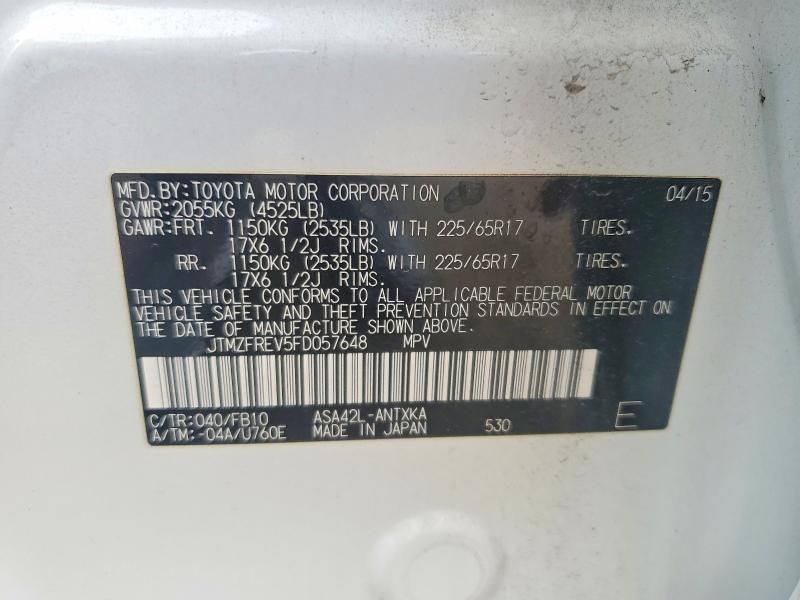 MFD.BY:TOYOTA MOTOR CORPORATION 04/15
GVWR:2055KG (4525LB)
GAWR:FRT. 1150KG (2535LB) WITH 225/65R17 TIRES.
17X6 1/2J RIMS.
RR. 1150KG (2535LB) WITH 225/65R17 TIRES.
17X6 1/2J RIMS.
THIS VEHICLE CONFORMS TO ALL APPLICABLE FEDERAL MOTOR
VEHICLE SAFETY AND THEFT PREVENTION STANDARDS IN EFFECT ON
THE DATE OF MANUFACTURE SHOWN ABOVE.
JTMZFREV5FD057648 MPV
C/TR:040/FB10 ASA42L-ANTXKA
A/TM:-04A/U760E MADE IN JAPAN 530 E